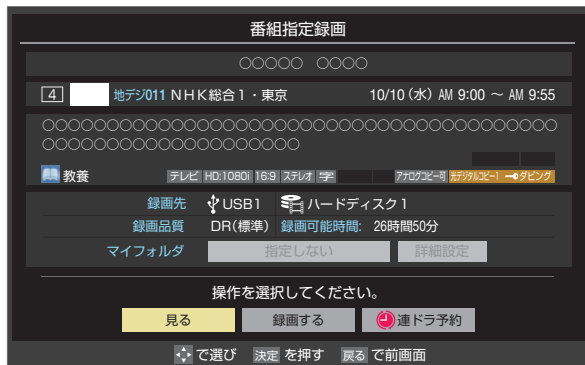 番組指定録画
○○○○○ ○○○○
4 地デジ011 NHK総合1・東京 10/10(水) AM 9:00 ～ AM 9:55
○○○○○○○○○○○○○○○○○○○○○○○○○○○○○○○○○○○○○○○○
○○○○○○○○○○○○○○○○○○○○
教養 テレビ HD:1080i 16:9 ステレオ 字 アナログコピー可 光デジタルコピー1 ダビング
録画先 USB1 ハードディスク1
録画品質 DR(標準) 録画可能時間: 26時間50分
マイフォルダ 指定しない 詳細設定
操作を選択してください。
見る 録画する 連ドラ予約
で選び 決定 を押す 戻る で前画面